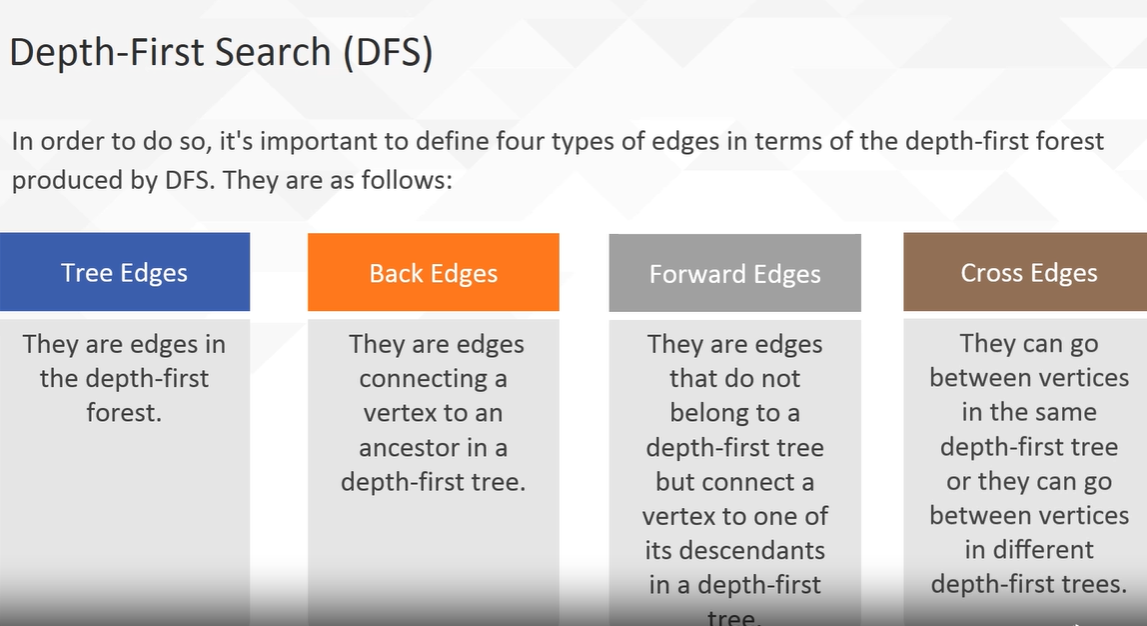 Depth-First Search (DFS)
In order to do so, it's important to define four types of edges in terms of the depth-first forest
produced by DFS. They are as follows:
Tree Edges
They are edges in
the depth-first
forest.
Back Edges
They are edges
connecting a
vertex to an
ancestor in a
depth-first tree.
Forward Edges
They are edges
that do not
belong to a
depth-first tree
but connect a
vertex to one of
its descendants
in a depth-first
tree.
Cross Edges
They can go
between vertices
in the same
depth-first tree
or they can go
between vertices
in different
depth-first trees.